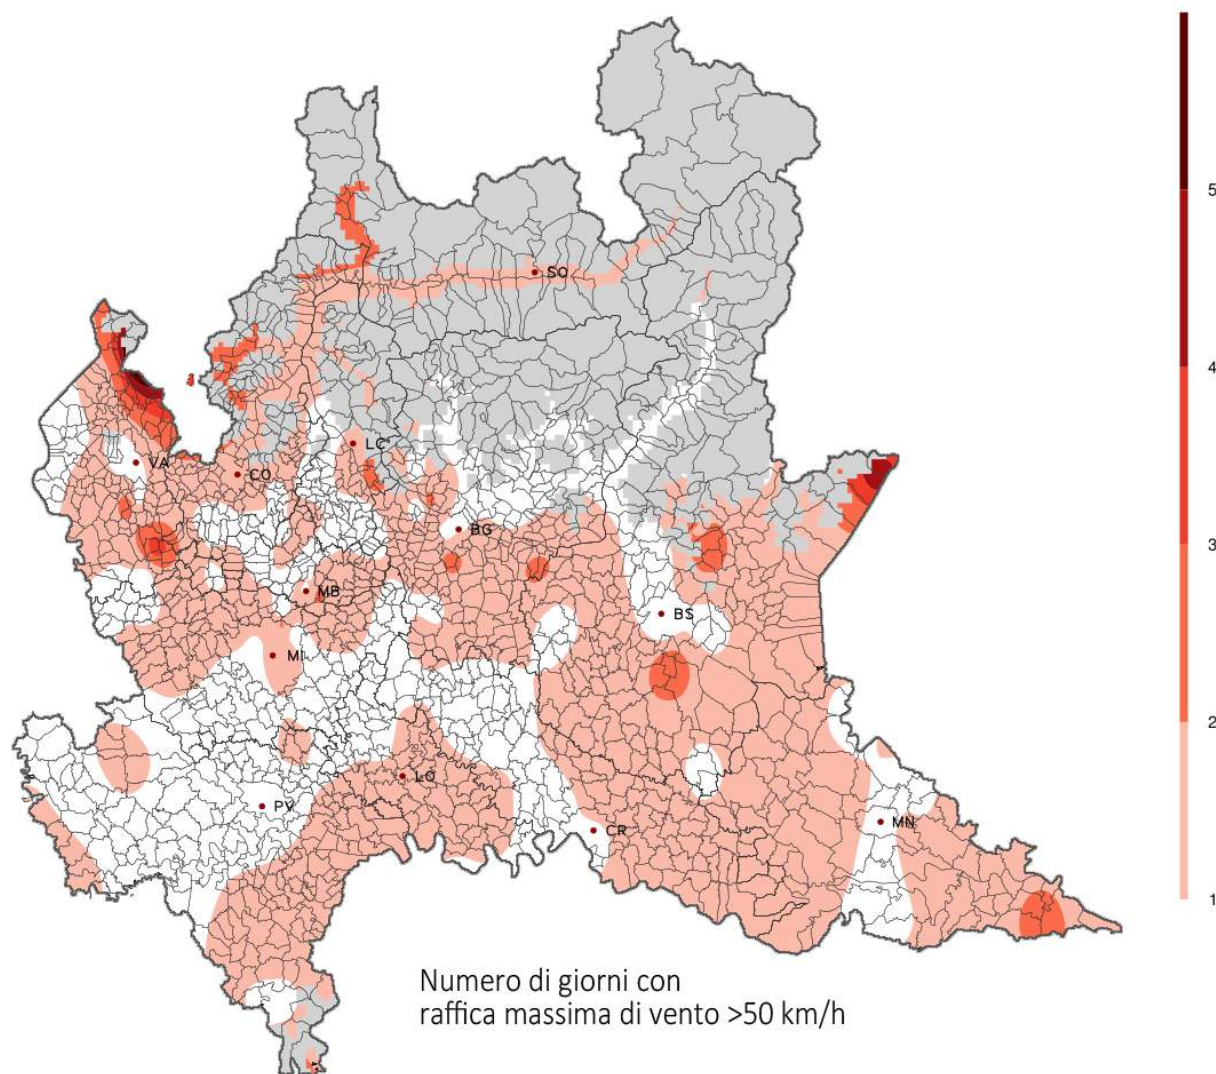 5
SO
4
LC
VA
CO
BG
3
MB
BS
MI
2
LO
PV
MN
CR
1
Numero di giorni con
raffica massima di vento >50 km/h